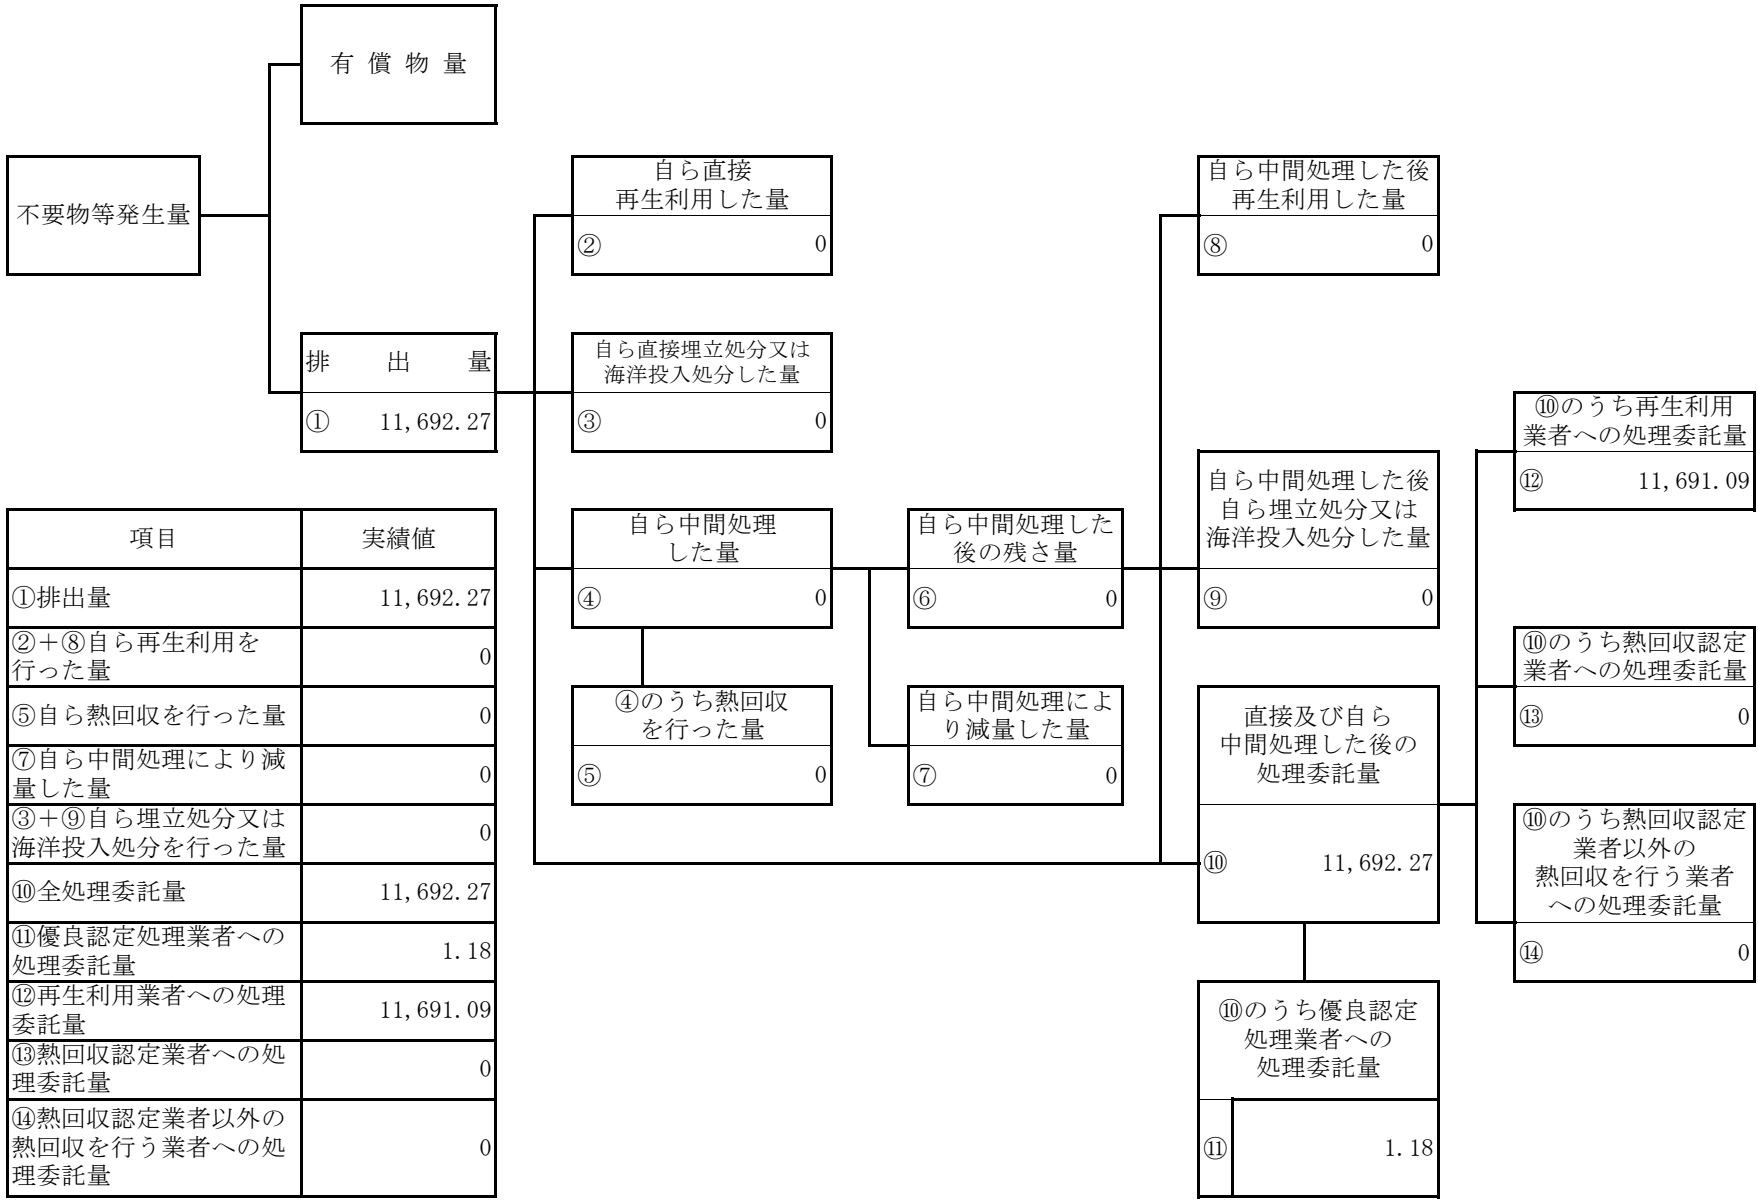 有償物量
不要物等発生量
自ら直接
再生利用した量
② 0
自ら中間処理した後
再生利用した量
⑧ 0
排出量
① 11,692.27
自ら直接埋立処分又は
海洋投入処分した量
③ 0
自ら中間処理
した量
④ 0
自ら中間処理した
後の残さ量
⑥ 0
自ら中間処理した後
自ら埋立処分又は
海洋投入処分した量
⑨ 0
⑩のうち再生利用
業者への処理委託量
⑫ 11,691.09
④のうち熱回収
を行った量
⑤ 0
自ら中間処理によ
り減量した量
⑦ 0
直接及び自ら
中間処理した後の
処理委託量
⑩ 11,692.27
⑩のうち熱回収認定
業者への処理委託量
⑬ 0
⑩のうち熱回収認定
業者以外の
熱回収を行う業者
への処理委託量
⑭ 0
⑩のうち優良認定
処理業者への
処理委託量
⑪ 1.18
項目 実績値
①排出量 11,692.27
②＋⑧自ら再生利用を
行った量 0
⑤自ら熱回収を行った量 0
⑦自ら中間処理により減
量した量 0
③＋⑨自ら埋立処分又は
海洋投入処分を行った量 0
⑩全処理委託量 11,692.27
⑪優良認定処理業者への
処理委託量 1.18
⑫再生利用業者への処理
委託量 11,691.09
⑬熱回収認定業者への処
理委託量 0
⑭熱回収認定業者以外の
熱回収を行う業者への処
理委託量 0